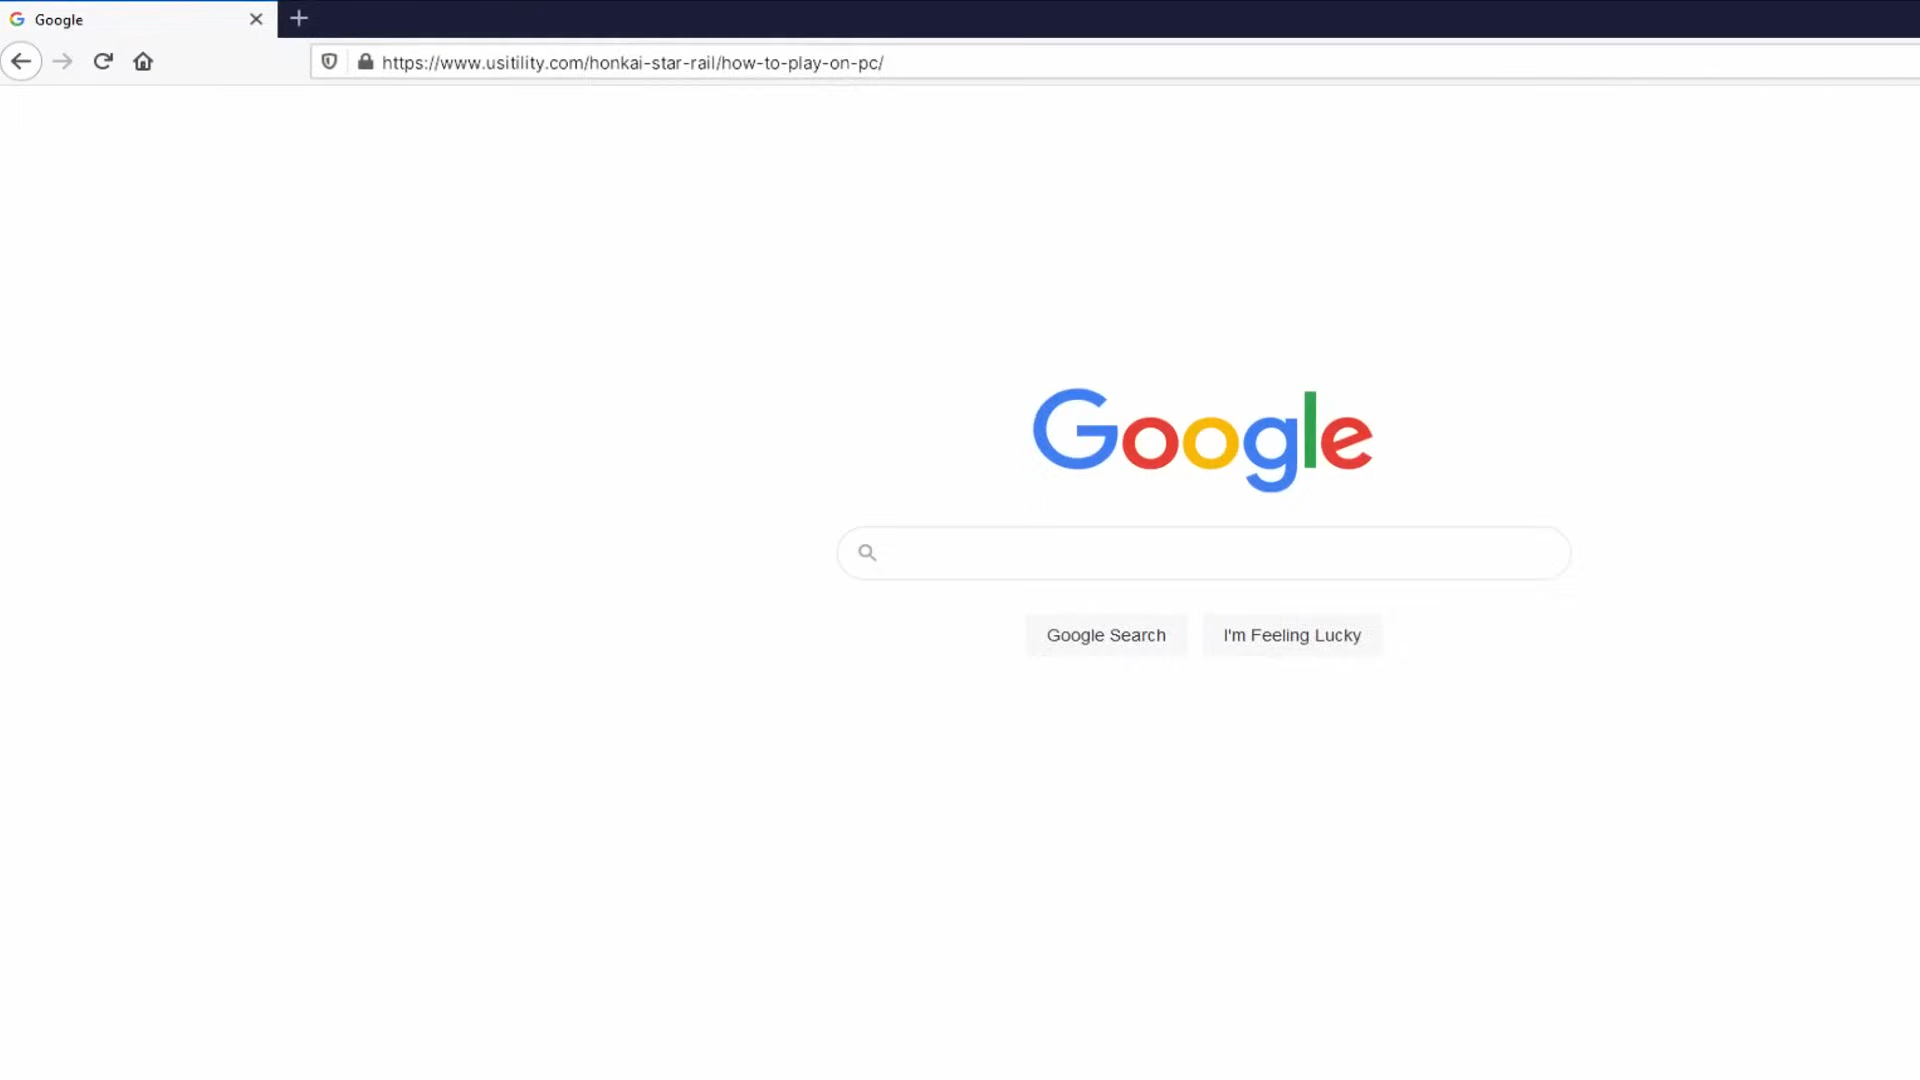 Google
https://www.usitility.com/honkai-star-rail/how-to-play-on-pc/
Google
Google Search
I'm Feeling Lucky